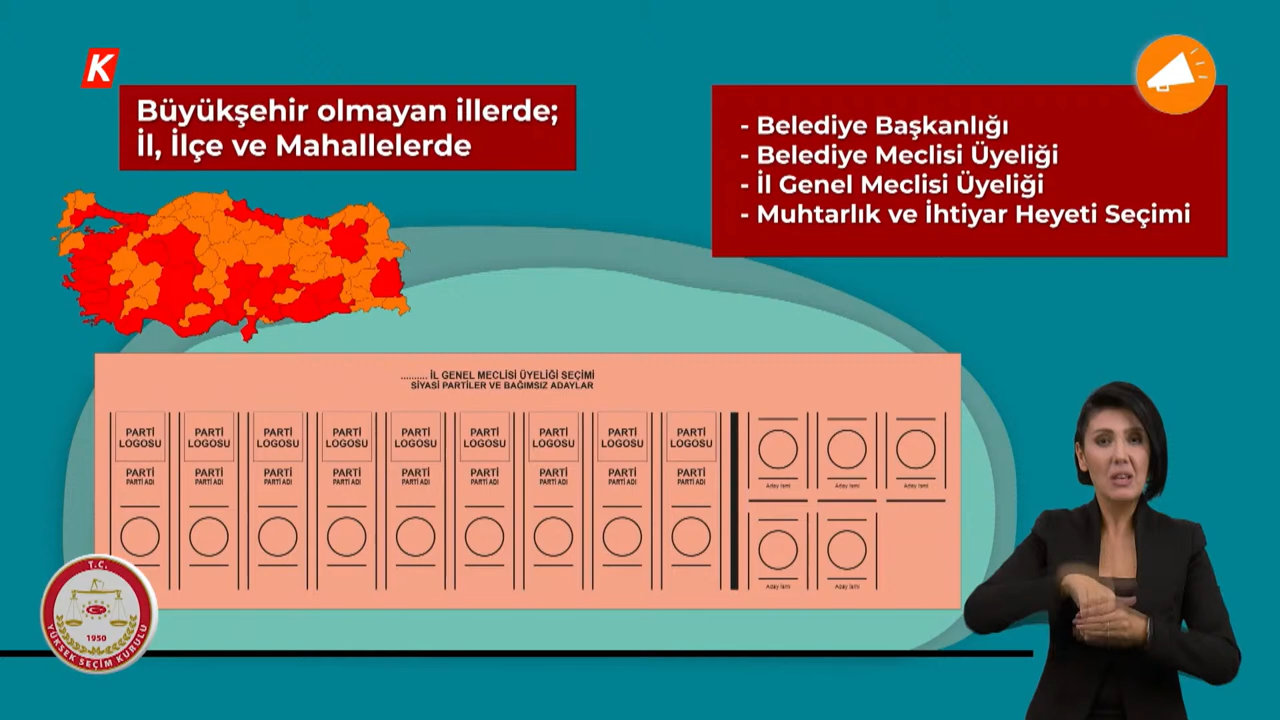 K
Büyükşehir olmayan illerde;
İl, İlçe ve Mahallelerde
- Belediye Başkanlığı
- Belediye Meclisi Üyeliği
- İl Genel Meclisi Üyeliği
- Muhtarlık ve İhtiyar Heyeti Seçimi
.......... İL GENEL MECLİSİ ÜYELİĞİ SEÇİMİ
SİYASİ PARTİLER VE BAĞIMSIZ ADAYLAR
PARTİ PARTİ PARTİ PARTİ PARTİ PARTİ PARTİ PARTİ PARTİ
LOGOSU LOGOSU LOGOSU LOGOSU LOGOSU LOGOSU LOGOSU LOGOSU LOGOSU
PARTİ PARTİ PARTİ PARTİ PARTİ PARTİ PARTİ PARTİ PARTİ
PARTİ ADI PARTİ ADI PARTİ ADI PARTİ ADI PARTİ ADI PARTİ ADI PARTİ ADI PARTİ ADI PARTİ ADI
Aday İsmi Aday İsmi Aday İsmi
Aday İsmi Aday İsmi
T.C.
1950
YÜKSEK SEÇİM KURULU